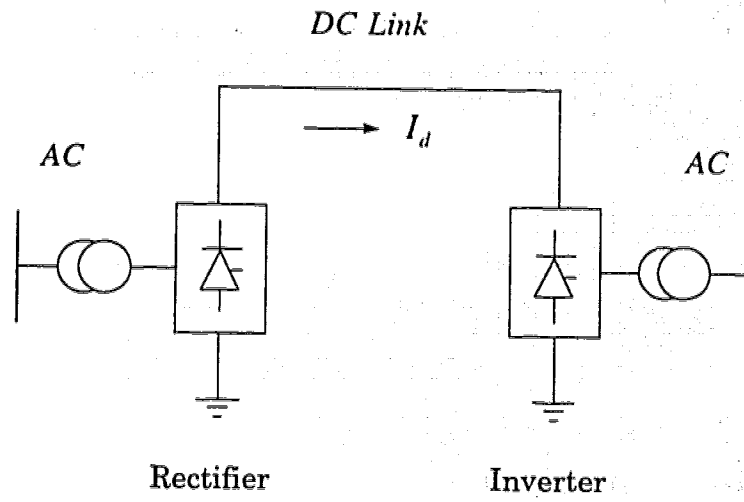 DC Link
I_d
AC
AC
Rectifier
Inverter